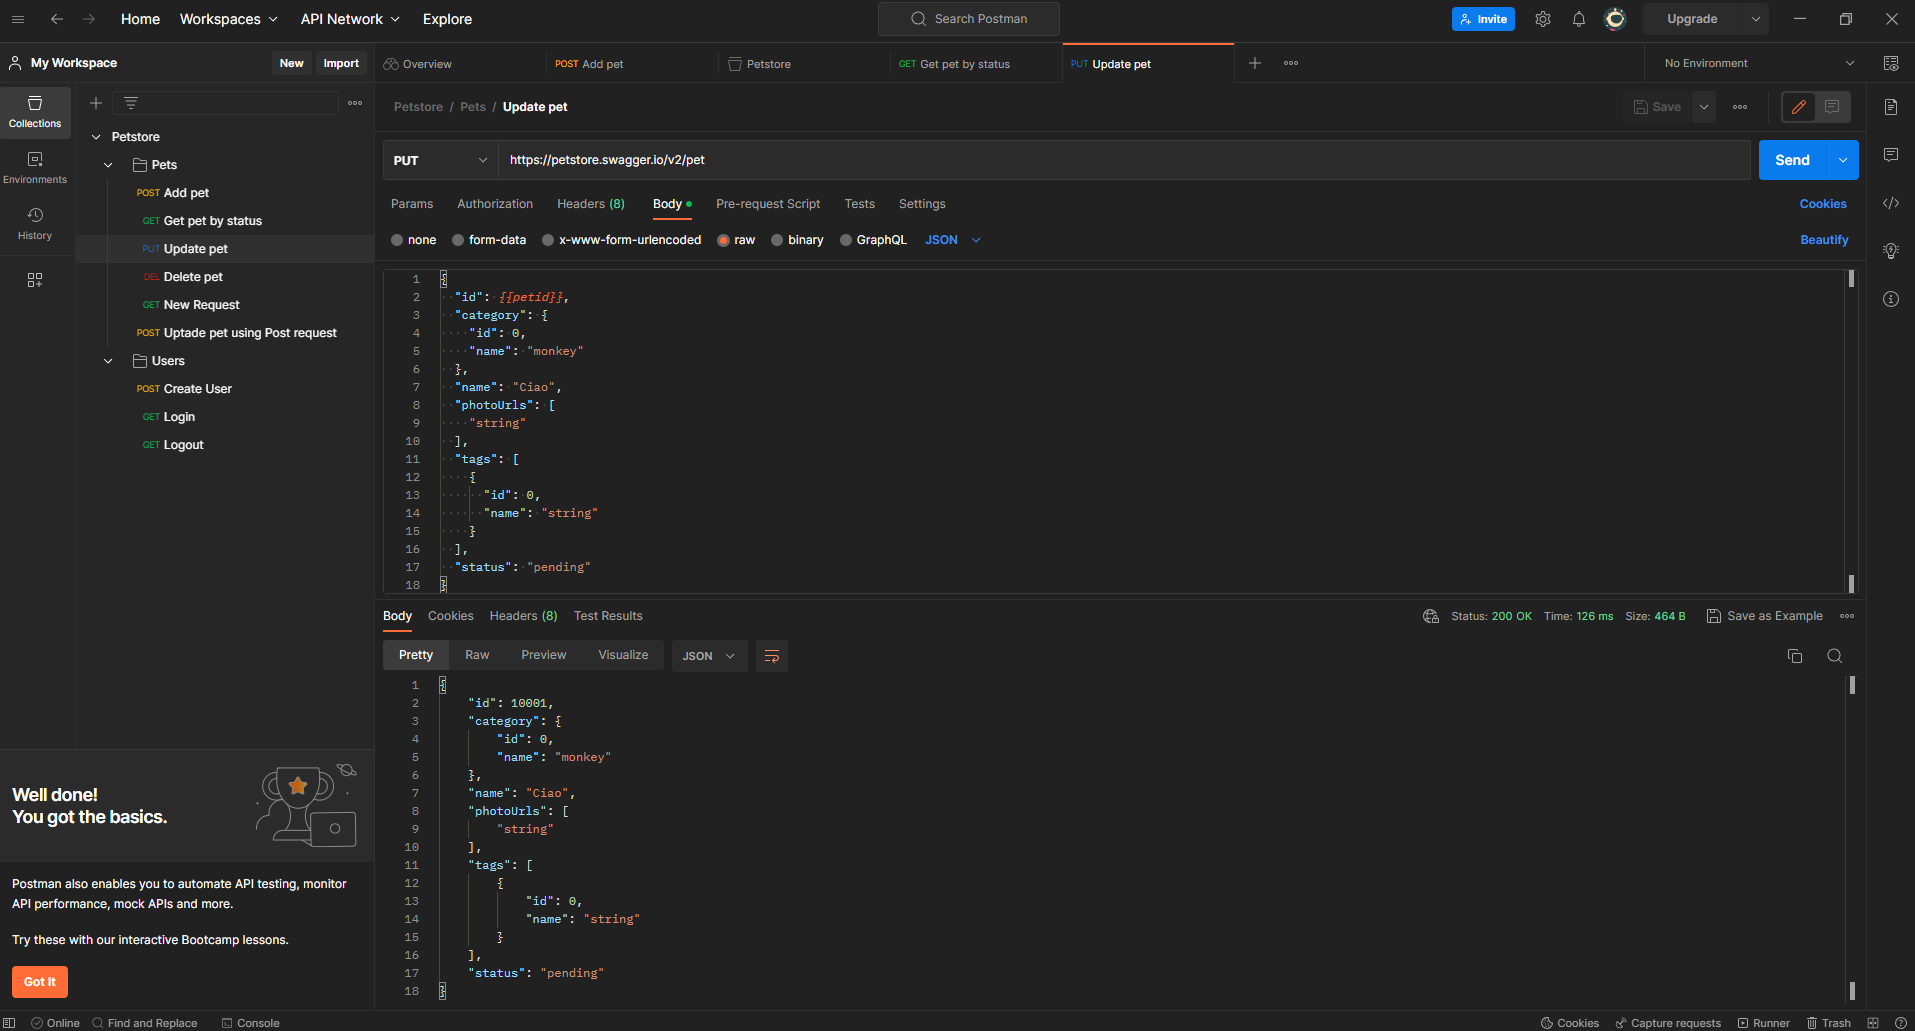 Home Workspaces API Network Explore Search Postman Invite Upgrade
My Workspace New Import Overview POST Add pet Petstore GET Get pet by status PUT Update pet No Environment
Collections
Environments
History
Petstore
Pets
POST Add pet
GET Get pet by status
PUT Update pet
DEL Delete pet
GET New Request
POST Uptade pet using Post request
Users
POST Create User
GET Login
GET Logout
Well done!
You got the basics.
Postman also enables you to automate API testing, monitor
API performance, mock APIs and more.
Try these with our interactive Bootcamp lessons.
Got It
Petstore / Pets / Update pet Save
PUT https://petstore.swagger.io/v2/pet Send
Params Authorization Headers (8) Body Pre-request Script Tests Settings Cookies
none form-data x-www-form-urlencoded raw binary GraphQL JSON Beautify
1 {
2 "id": {{petid}},
3 "category": {
4 "id": 0,
5 "name": "monkey"
6 },
7 "name": "Ciao",
8 "photoUrls": [
9 "string"
10 ],
11 "tags": [
12 {
13 "id": 0,
14 "name": "string"
15 }
16 ],
17 "status": "pending"
18 }
Body Cookies Headers (8) Test Results Status: 200 OK Time: 126 ms Size: 464 B Save as Example
Pretty Raw Preview Visualize JSON
1 {
2 "id": 10001,
3 "category": {
4 "id": 0,
5 "name": "monkey"
6 },
7 "name": "Ciao",
8 "photoUrls": [
9 "string"
10 ],
11 "tags": [
12 {
13 "id": 0,
14 "name": "string"
15 }
16 ],
17 "status": "pending"
18 }
Online Find and Replace Console Cookies Capture requests Runner Trash